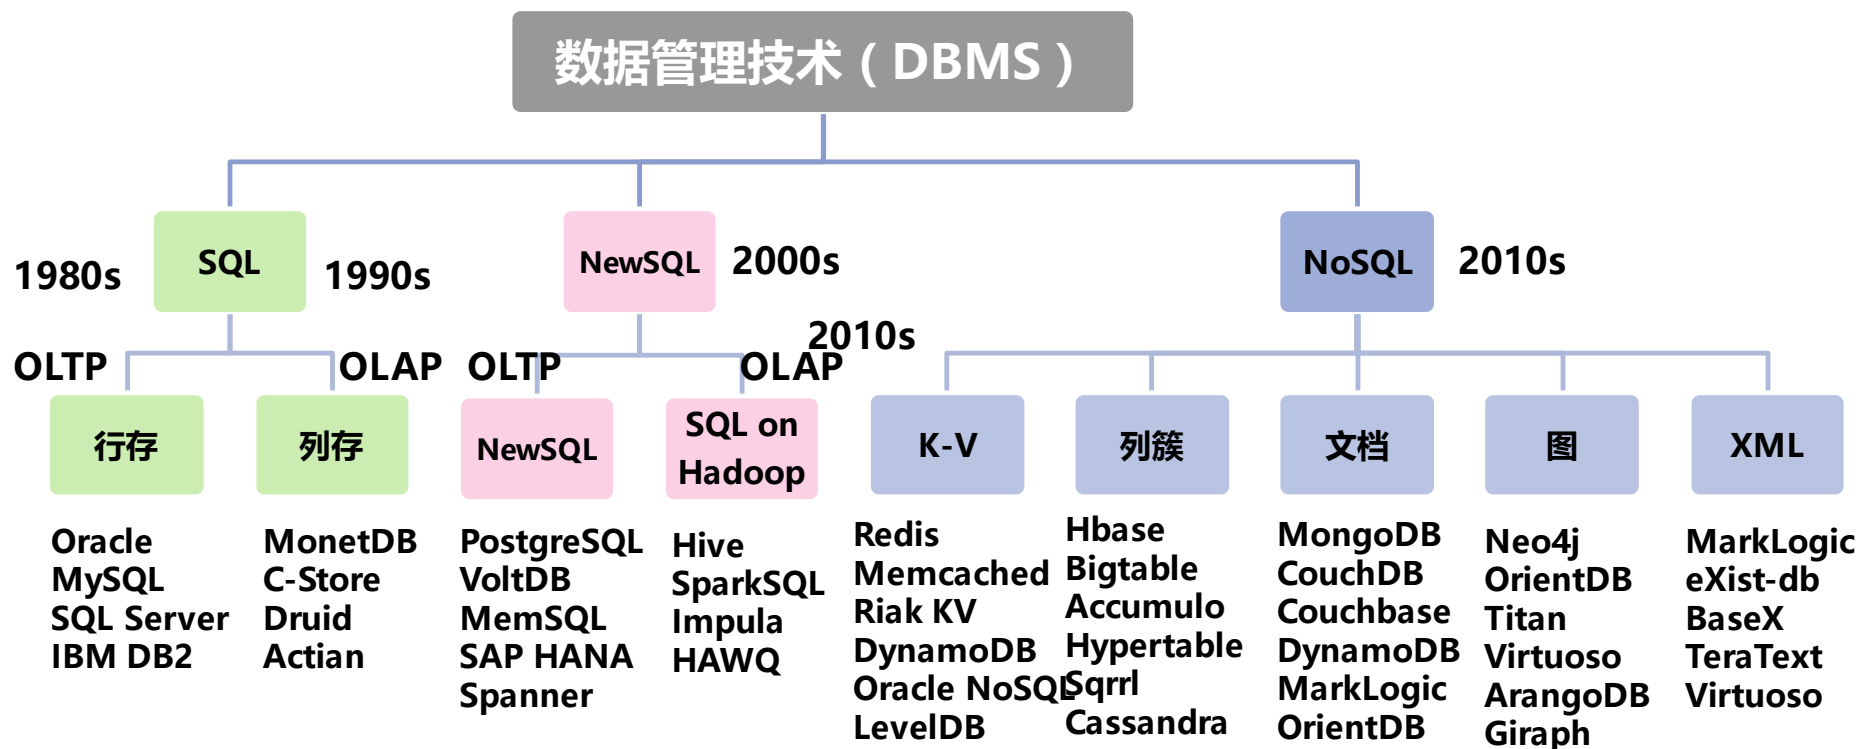 数据管理技术（DBMS）
SQL
NewSQL
2000s
NoSQL
2010s
1980s
1990s
2010s
OLTP
OLAP
OLTP
OLAP
行存
列存
NewSQL
SQL on
Hadoop
K-V
列簇
文档
图
XML
Oracle
MySQL
SQL Server
IBM DB2
MonetDB
C-Store
Druid
Actian
PostgreSQL
VoltDB
MemSQL
SAP HANA
Spanner
Hive
SparkSQL
Impula
HAWQ
Redis
Memcached
Riak KV
DynamoDB
Oracle NoSQL
LevelDB
Hbase
Bigtable
Accumulo
Hypertable
Sqrrl
Cassandra
MongoDB
CouchDB
Couchbase
DynamoDB
MarkLogic
OrientDB
Neo4j
OrientDB
Titan
Virtuoso
ArangoDB
Giraph
MarkLogic
eXist-db
BaseX
TeraText
Virtuoso